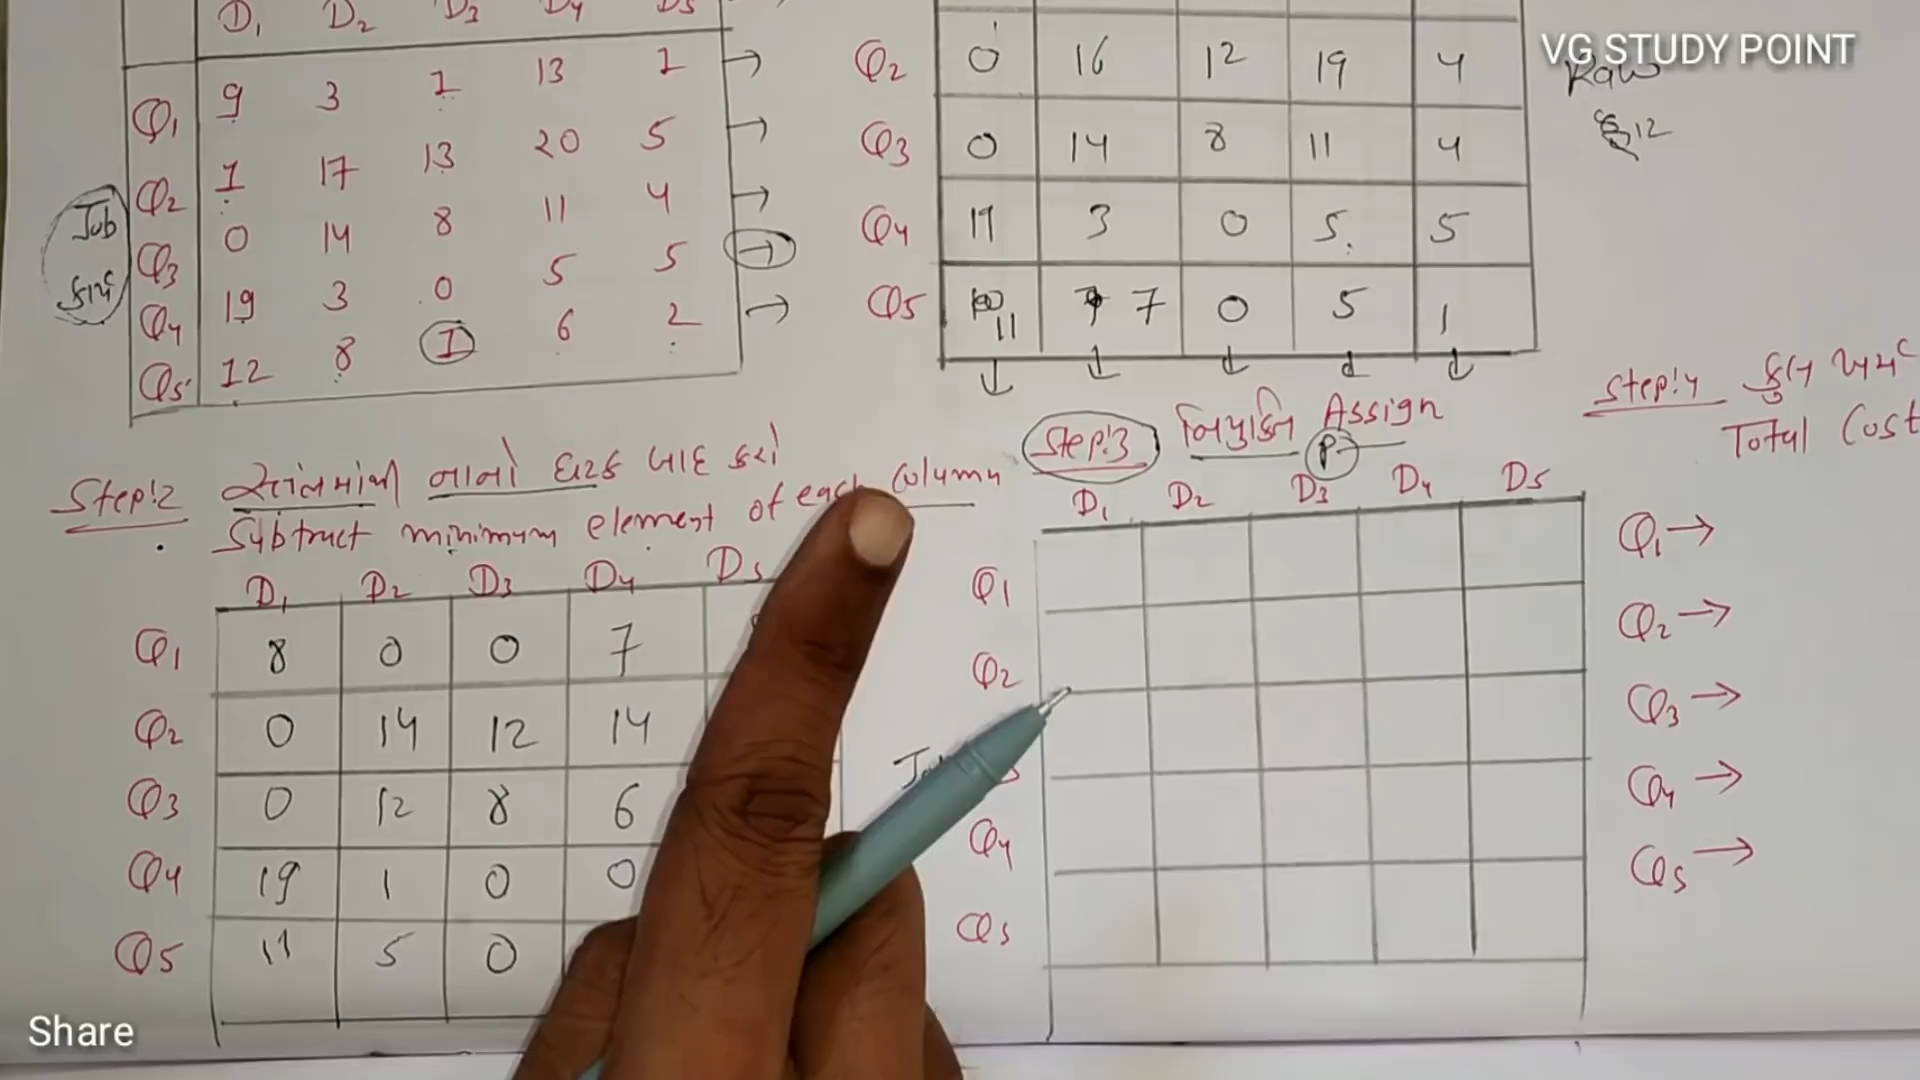 VG STUDY POINT
D1 D2 D3 D4 D5
Q1 9 3 1 13 1
Q2 1 17 13 20 5
Q3 0 14 8 11 4
Q4 19 3 0 5 5
Q5 12 8 1 6 2
Job
Q2 0 16 12 19 4
Q3 0 14 8 11 4
Q4 19 3 0 5 5
Q5 11 7 0 5 1
Raw
Step:2 બાદ કરો
Subtract minimum element of each column
D1 D2 D3 D4 D5
Q1 8 0 0 7
Q2 0 14 12 14
Q3 0 12 8 6
Q4 19 1 0 0
Q5 11 5 0
Step:3 Assign
D1 D2 D3 D4 D5
Q1
Q2
Q4
Q5
Step:4
Total Cost
Q1 →
Q2 →
Q3 →
Q4 →
Q5 →
Share